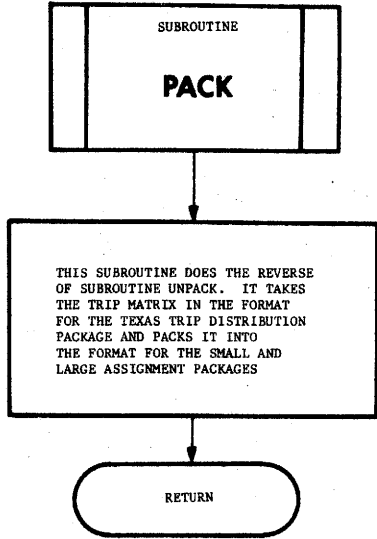 SUBROUTINE
PACK
THIS SUBROUTINE DOES THE REVERSE
OF SUBROUTINE UNPACK. IT TAKES
THE TRIP MATRIX IN THE FORMAT
FOR THE TEXAS TRIP DISTRIBUTION
PACKAGE AND PACKS IT INTO
THE FORMAT FOR THE SMALL AND
LARGE ASSIGNMENT PACKAGES
RETURN